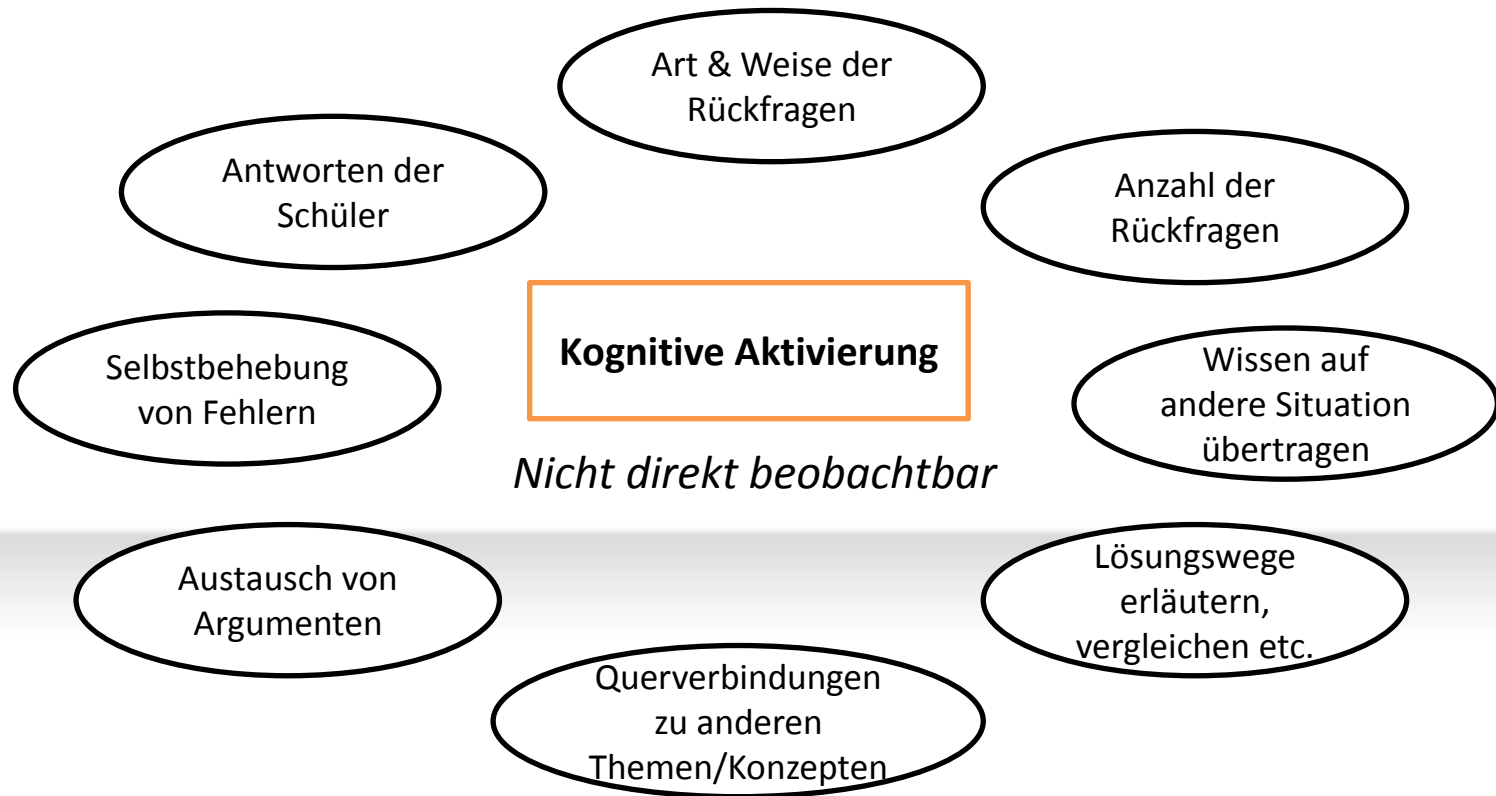 Art & Weise der
Rückfragen
Antworten der
Schüler
Anzahl der
Rückfragen
Kognitive Aktivierung
Selbstbehebung
von Fehlern
Wissen auf
andere Situation
übertragen
Nicht direkt beobachtbar
Austausch von
Argumenten
Lösungswege
erläutern,
vergleichen etc.
Querverbindungen
zu anderen
Themen/Konzepten